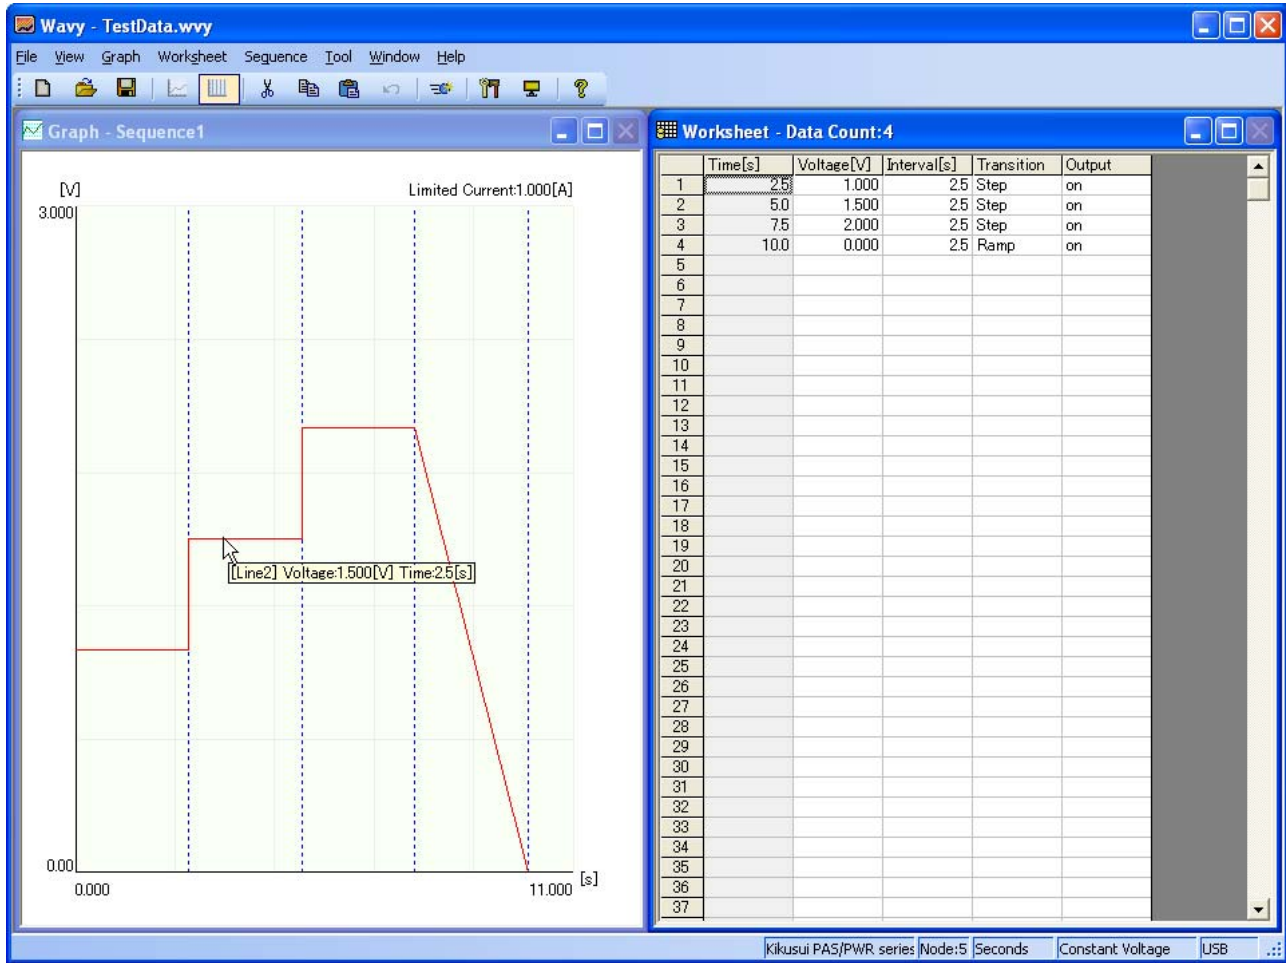 Wavy - TestData.wvy
File View Graph Worksheet Sequence Tool Window Help
Graph - Sequence1
[V]
Limited Current:1.000[A]
3.000
[Line2] Voltage:1.500[V] Time:2.5[s]
0.00
0.000
11.000
[s]
Worksheet - Data Count:4
Time[s] Voltage[V] Interval[s] Transition Output
1 2.5 1.000 2.5 Step on
2 5.0 1.500 2.5 Step on
3 7.5 2.000 2.5 Step on
4 10.0 0.000 2.5 Ramp on
5
6
7
8
9
10
11
12
13
14
15
16
17
18
19
20
21
22
23
24
25
26
27
28
29
30
31
32
33
34
35
36
37
Kikusui PAS/PWR series Node:5 Seconds Constant Voltage USB